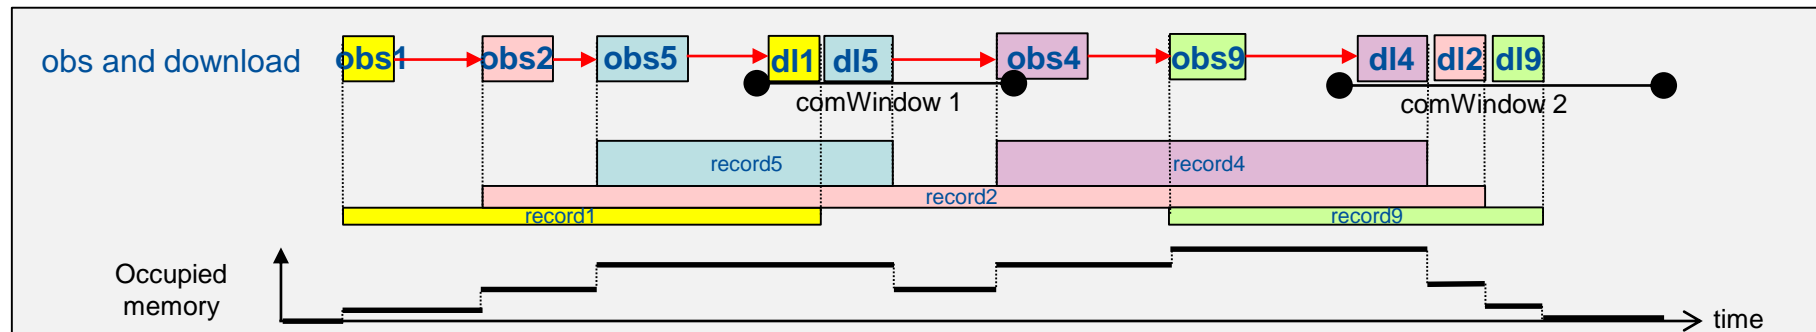 obs and download obs1 obs2 obs5 dl1 dl5 obs4 obs9 dl4 dl2 dl9
comWindow 1 comWindow 2
record5 record4
record2
record1 record9
Occupied
memory
time